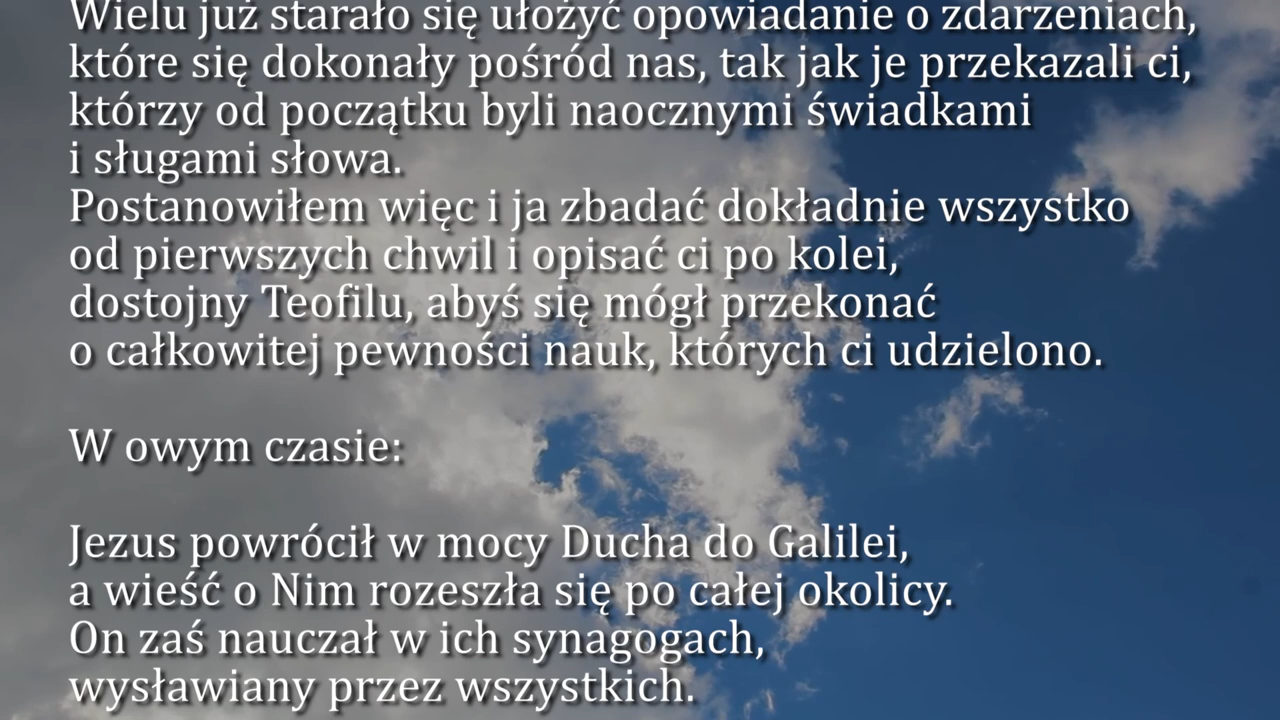 Wielu już starało się ułożyć opowiadanie o zdarzeniach,
które się dokonały pośród nas, tak jak je przekazali ci,
którzy od początku byli naocznymi świadkami
i sługami słowa.
Postanowiłem więc i ja zbadać dokładnie wszystko
od pierwszych chwil i opisać ci po kolei,
dostojny Teofilu, abyś się mógł przekonać
o całkowitej pewności nauk, których ci udzielono.
W owym czasie:
Jezus powrócił w mocy Ducha do Galilei,
a wieść o Nim rozeszła się po całej okolicy.
On zaś nauczał w ich synagogach,
wysławiany przez wszystkich.